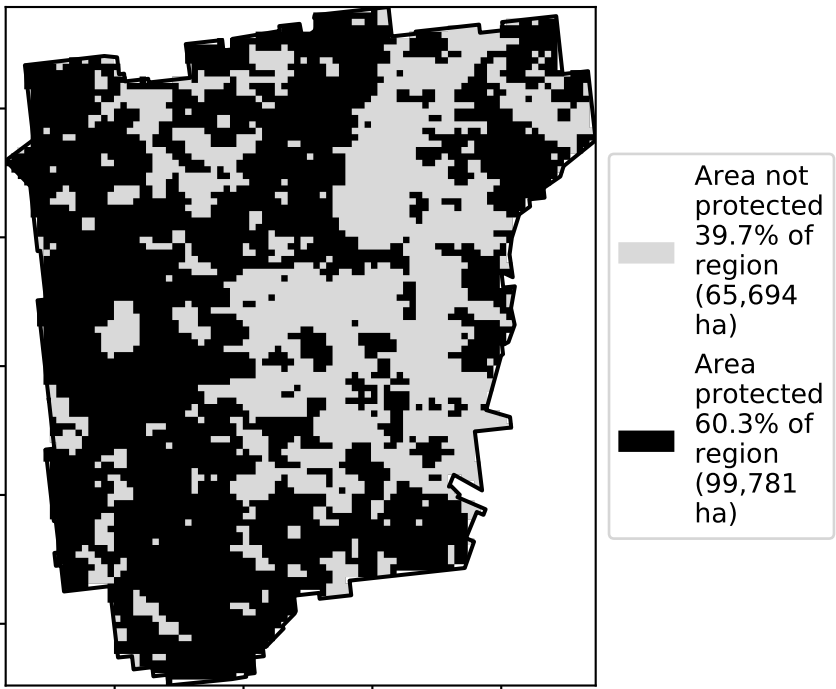 Area not
protected
39.7% of
region
(65,694
ha)
Area
protected
60.3% of
region
(99,781
ha)